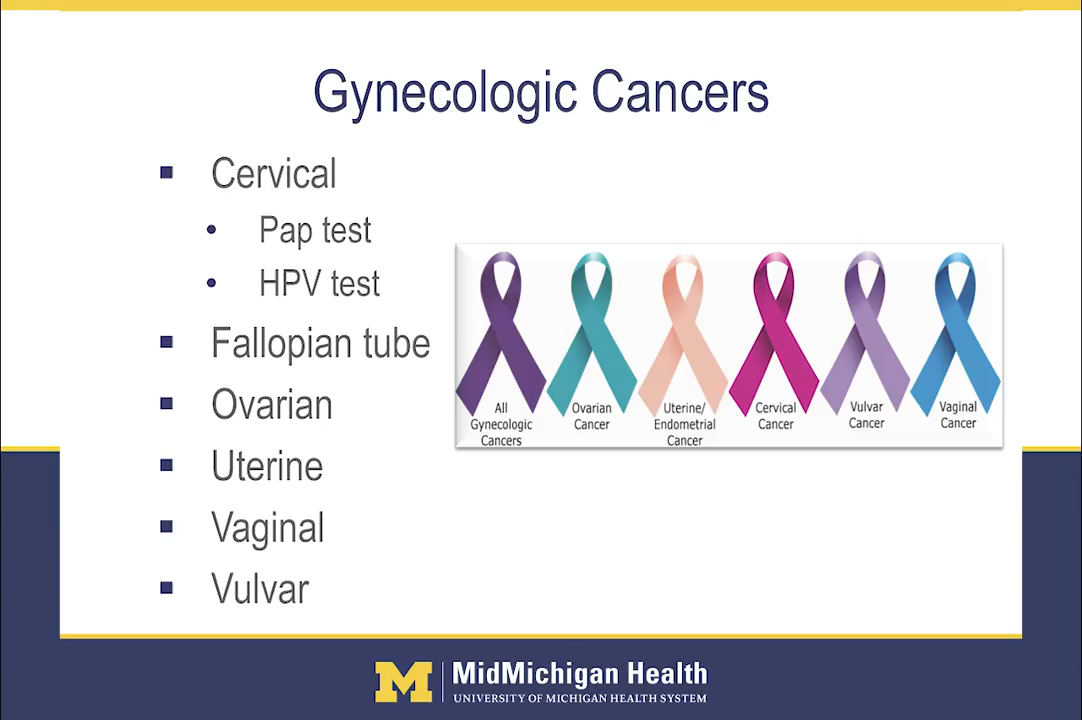 Gynecologic Cancers
Cervical
Pap test
HPV test
Fallopian tube
Ovarian
Uterine
Vaginal
Vulvar
All
Gynecologic
Cancers
Ovarian
Cancer
Uterine/
Endometrial
Cancer
Cervical
Cancer
Vulvar
Cancer
Vaginal
Cancer
M
MidMichigan Health
UNIVERSITY OF MICHIGAN HEALTH SYSTEM